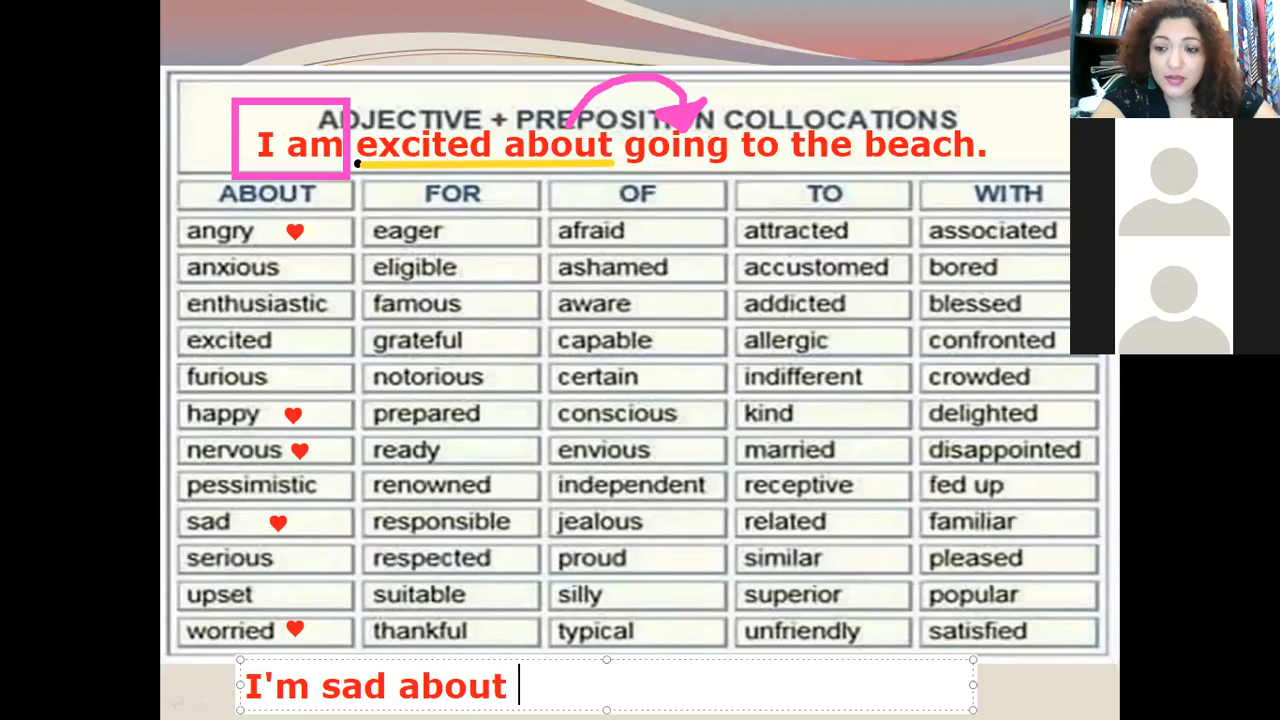 ADJECTIVE + PREPOSITION COLLOCATIONS
I am excited about going to the beach.
ABOUT FOR OF TO WITH
angry eager afraid attracted associated
anxious eligible ashamed accustomed bored
enthusiastic famous aware addicted blessed
excited grateful capable allergic confronted
furious notorious certain indifferent crowded
happy prepared conscious kind delighted
nervous ready envious married disappointed
pessimistic renowned independent receptive fed up
sad responsible jealous related familiar
serious respected proud similar pleased
upset suitable silly superior popular
worried thankful typical unfriendly satisfied
I'm sad about